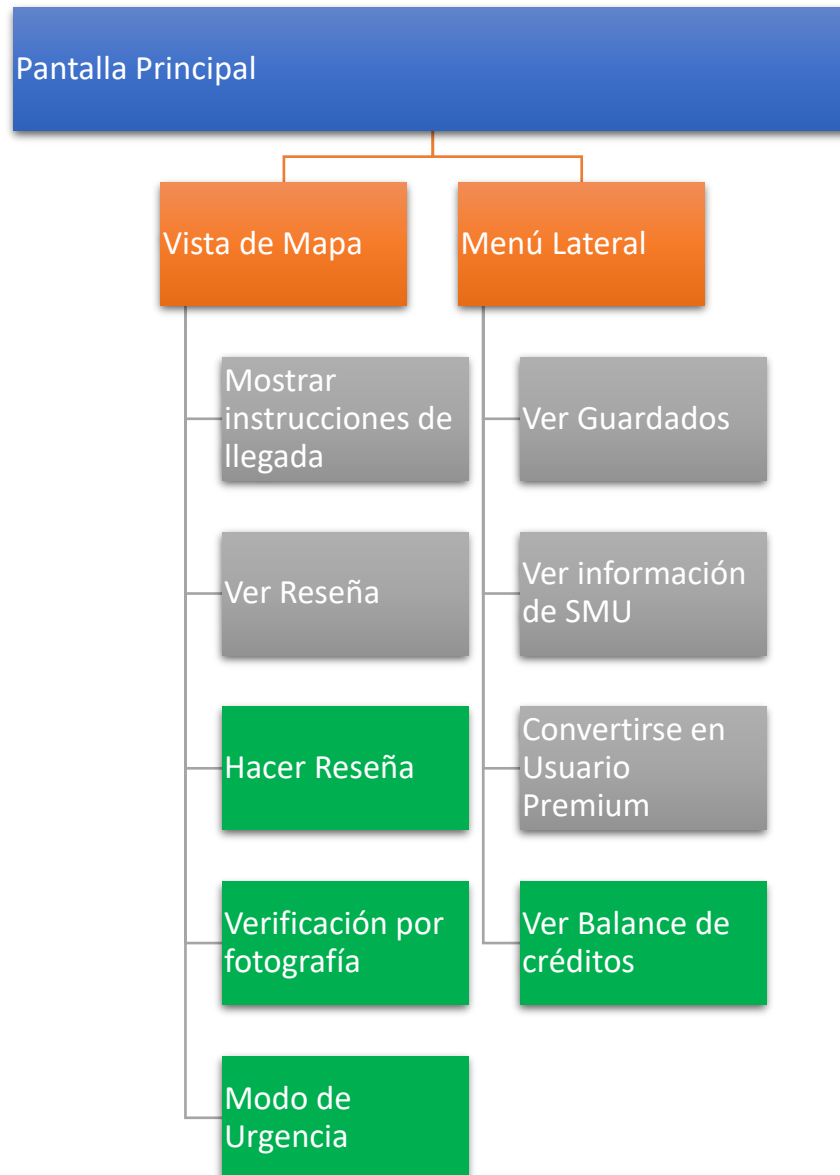 Pantalla Principal
Vista de Mapa
Mostrar
instrucciones de
llegada
Ver Reseña
Hacer Reseña
Verificación por
fotografía
Modo de
Urgencia
Menú Lateral
Ver Guardados
Ver información
de SMU
Convertirse en
Usuario
Premium
Ver Balance de
créditos